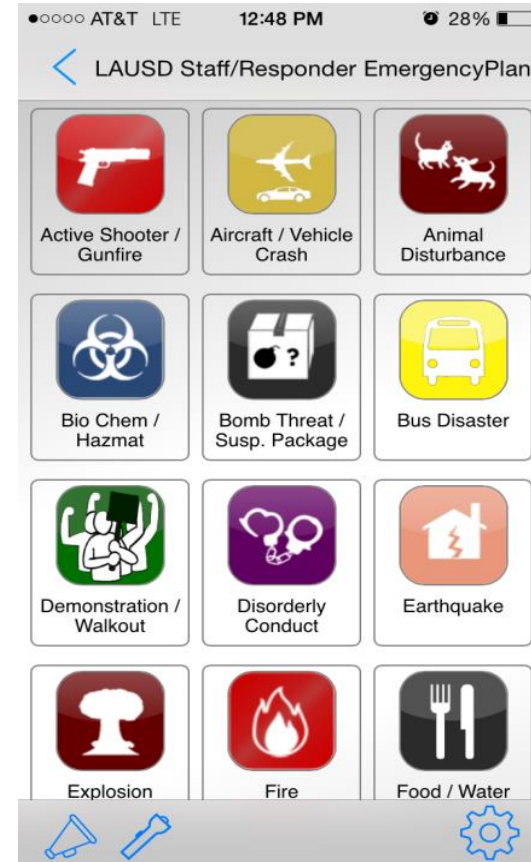 AT&T LTE 12:48 PM 28%
LAUSD Staff/Responder EmergencyPlan
Active Shooter / Aircraft / Vehicle Animal
Gunfire Crash Disturbance
?
Bio Chem / Bomb Threat / Bus Disaster
Hazmat Susp. Package
Demonstration / Disorderly Earthquake
Walkout Conduct
Explosion Fire Food / Water